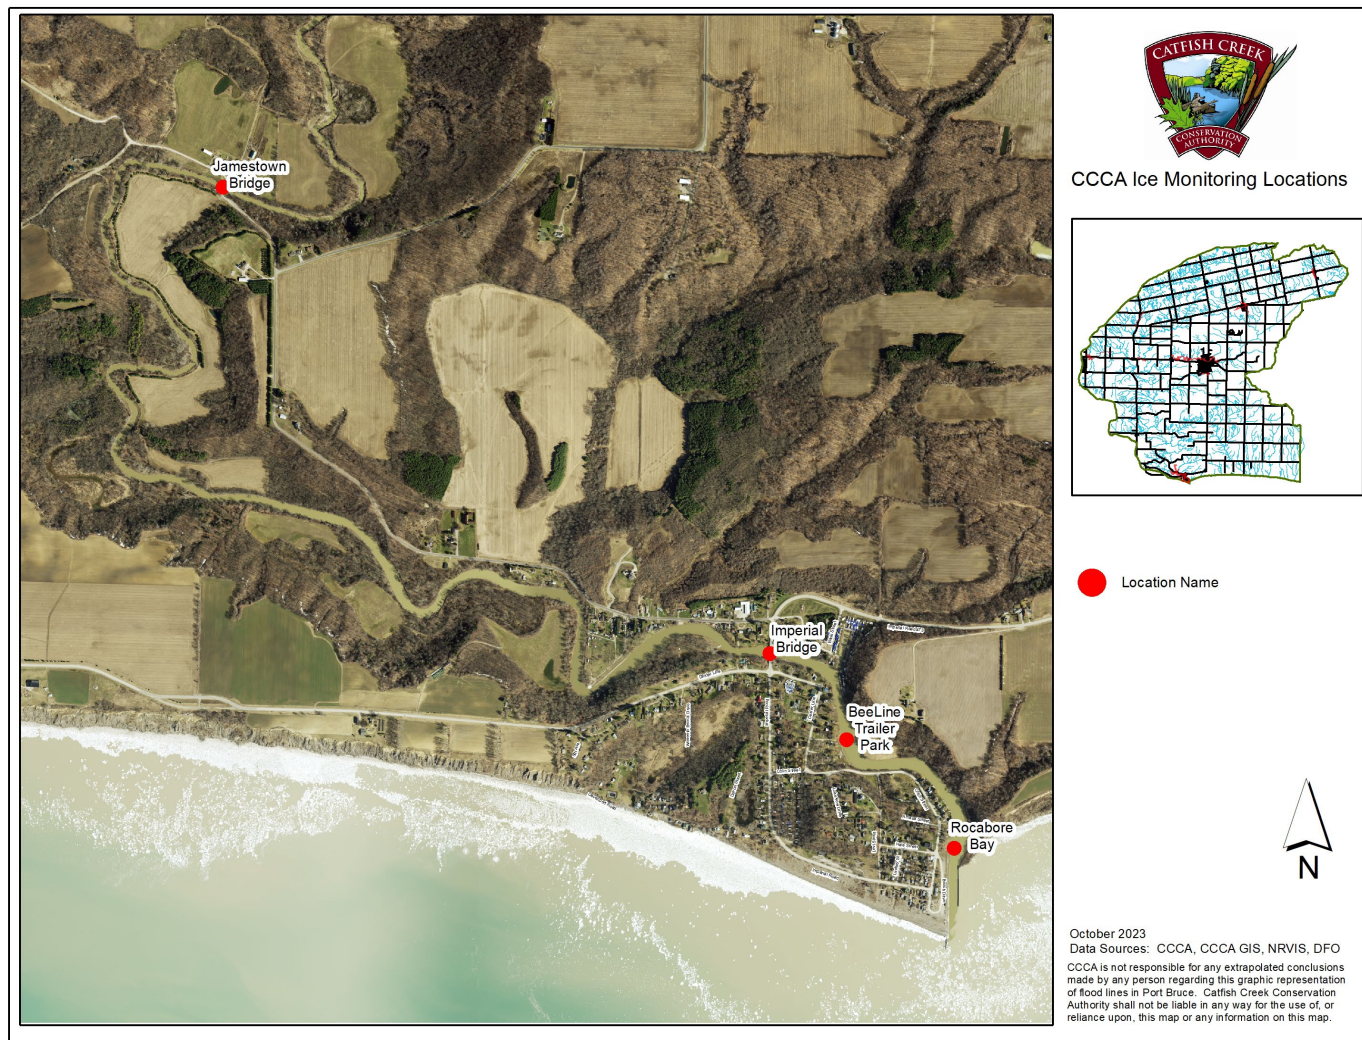 CATFISH CREEK
CONSERVATION
AUTHORITY
CCCA Ice Monitoring Locations
Jamestown
Bridge
Imperial
Bridge
BeeLine
Trailer
Park
Rocabore
Bay
Location Name
N
October 2023
Data Sources: CCCA, CCCA GIS, NRVIS, DFO
CCCA is not responsible for any extrapolated conclusions
made by any person regarding this graphic representation
of flood lines in Port Bruce. Catfish Creek Conservation
Authority shall not be liable in any way for the use of, or
reliance upon, this map or any information on this map.